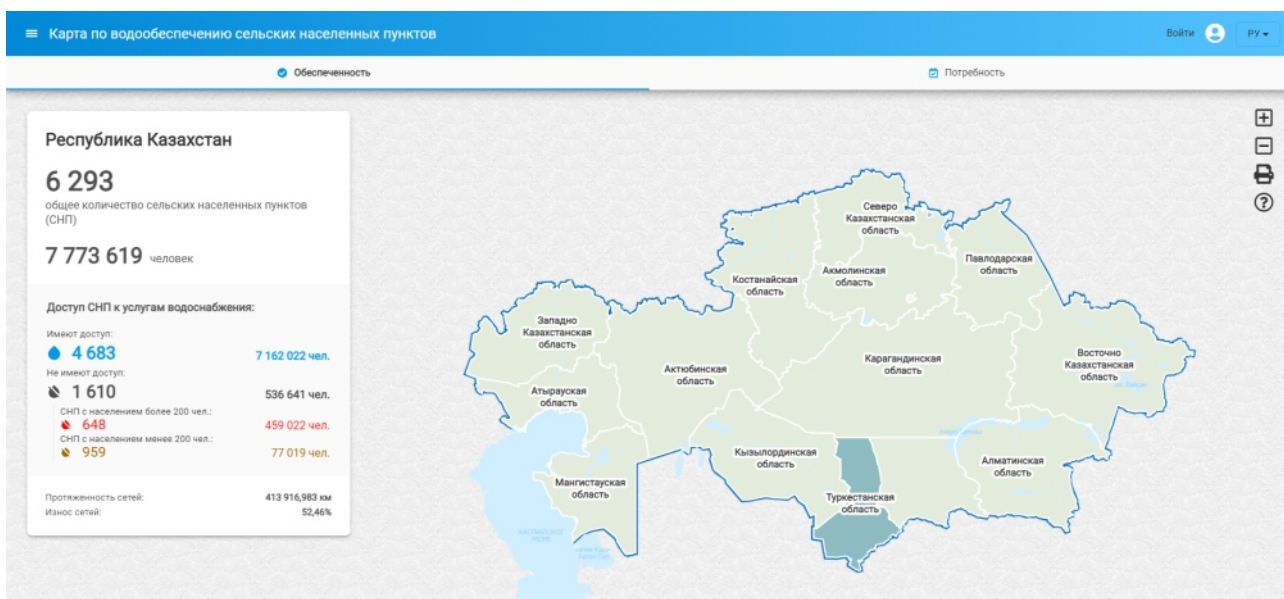 Карта по водообеспечению сельских населенных пунктов
Войти
РУ
Обеспеченность
Потребность
Республика Казахстан
6 293
общее количество сельских населенных пунктов
(СНП)
7 773 619 человек
Доступ СНП к услугам водоснабжения:
Имеют доступ:
4 683 7 162 022 чел.
Не имеют доступ:
1 610 536 641 чел.
СНП с населением более 200 чел.:
648 459 022 чел.
СНП с населением менее 200 чел.:
959 77 019 чел.
Протяженность сетей: 413 916,983 км
Износ сетей: 52,46%
Северо
Казахстанская
область
Павлодарская
область
Акмолинская
область
Костанайская
область
Западно
Казахстанская
область
Восточно
Казахстанская
область
Карагандинская
область
Актюбинская
область
Атырауская
область
Кызылординская
область
Алматинская
область
Мангистауская
область
Туркестанская
область
КАСПИЙСКОЕ
МОРЕ